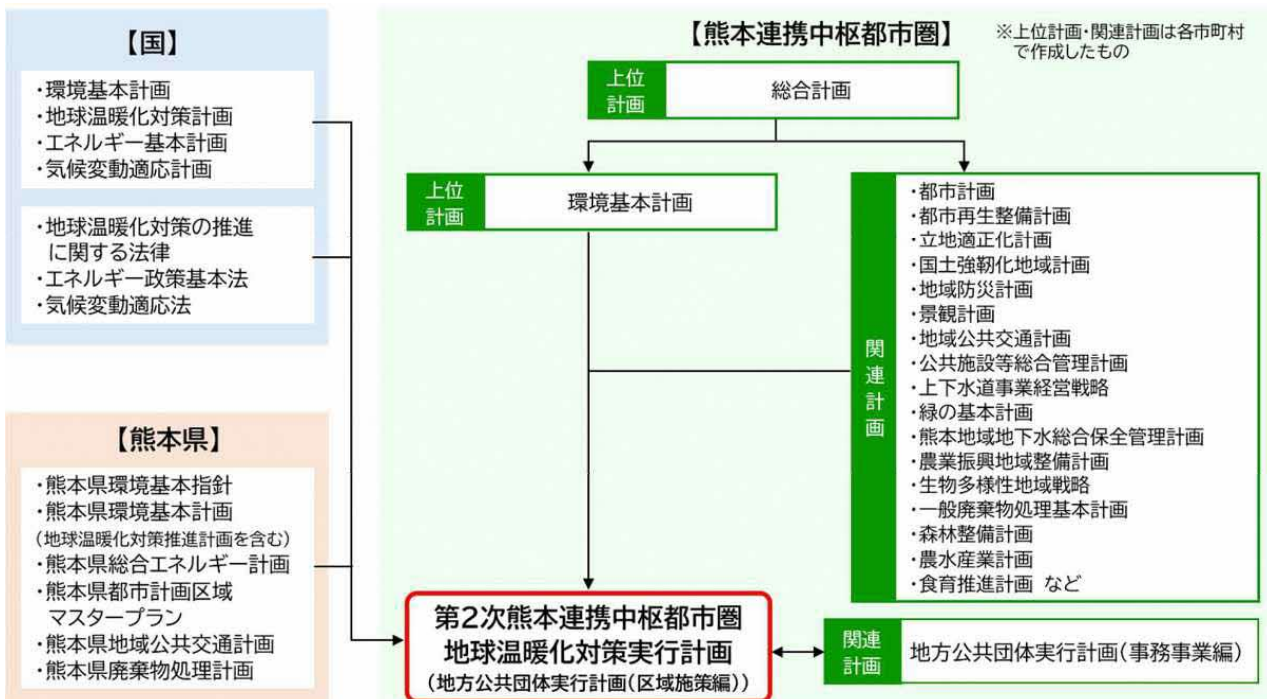 【国】
・環境基本計画
・地球温暖化対策計画
・エネルギー基本計画
・気候変動適応計画
・地球温暖化対策の推進
に関する法律
・エネルギー政策基本法
・気候変動適応法
【熊本県】
・熊本県環境基本指針
・熊本県環境基本計画
（地球温暖化対策推進計画を含む）
・熊本県総合エネルギー計画
・熊本県都市計画区域
マスタープラン
・熊本県地域公共交通計画
・熊本県廃棄物処理計画
【熊本連携中枢都市圏】
※上位計画・関連計画は各市町村
で作成したもの
上位
計画
総合計画
上位
計画
環境基本計画
関連計画
・都市計画
・都市再生整備計画
・立地適正化計画
・国土強靭化地域計画
・地域防災計画
・景観計画
・地域公共交通計画
・公共施設等総合管理計画
・上下水道事業経営戦略
・緑の基本計画
・熊本地域地下水総合保全管理計画
・農業振興地域整備計画
・生物多様性地域戦略
・一般廃棄物処理基本計画
・森林整備計画
・農水産業計画
・食育推進計画 など
第2次熊本連携中枢都市圏
地球温暖化対策実行計画
（地方公共団体実行計画（区域施策編））
関連
計画
地方公共団体実行計画（事務事業編）